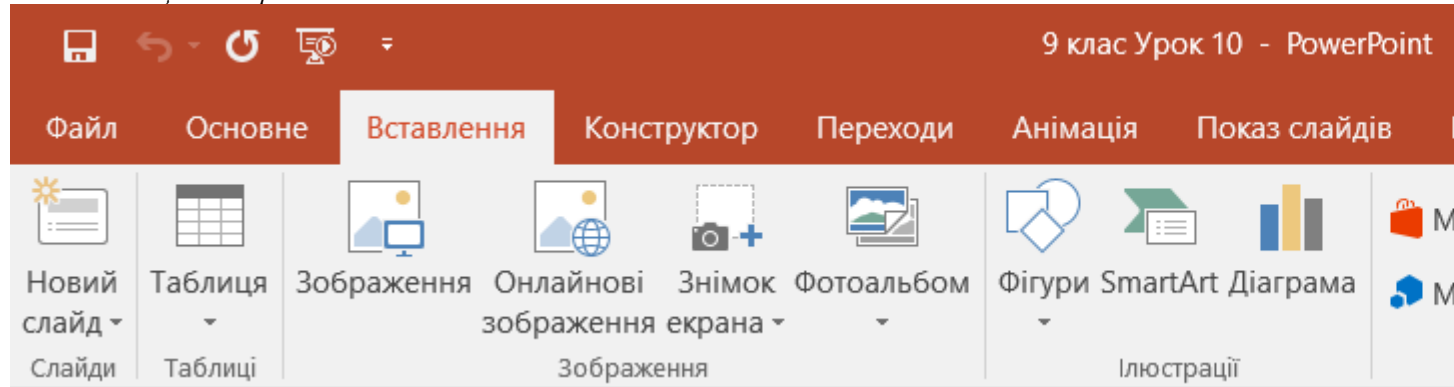 9 клас Урок 10 - PowerPoint
Файл Основне Вставлення Конструктор Переходи Анімація Показ слайдів
Новий слайд
Таблиця
Зображення
Онлайнові зображення
Знімок екрана
Фотоальбом
Фігури
SmartArt
Діаграма
М
М
Слайди Таблиці Зображення Ілюстрації